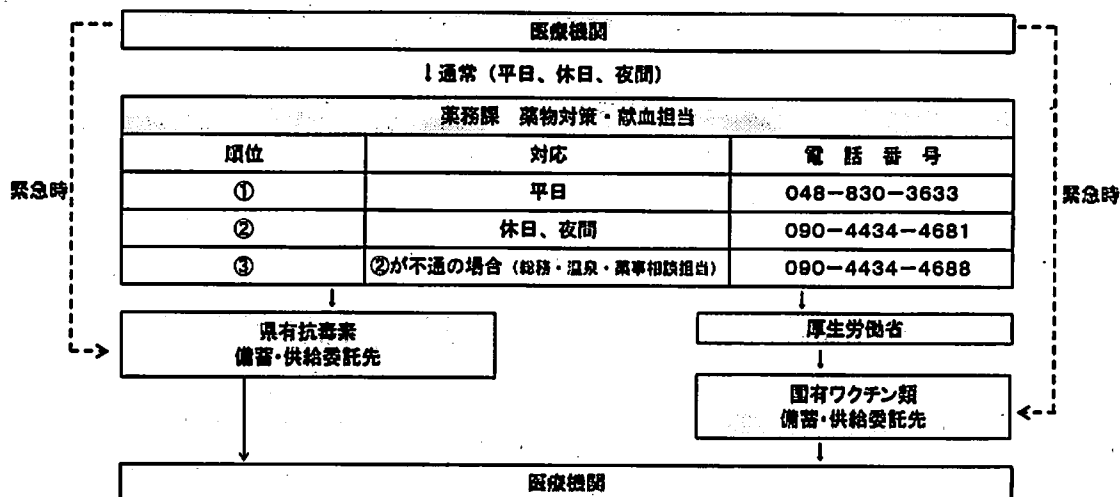 医療機関
↓通常（平日、休日、夜間）
薬務課 薬物対策・献血担当
順位 対応 電話番号
① 平日 048－830－3633
緊急時 緊急時
② 休日、夜間 090－4434－4681
③ ②が不通の場合（総務・温泉・薬事相談担当） 090－4434－4688
県有抗毒素
備蓄・供給委託先
厚生労働省
国有ワクチン類
備蓄・供給委託先
医療機関